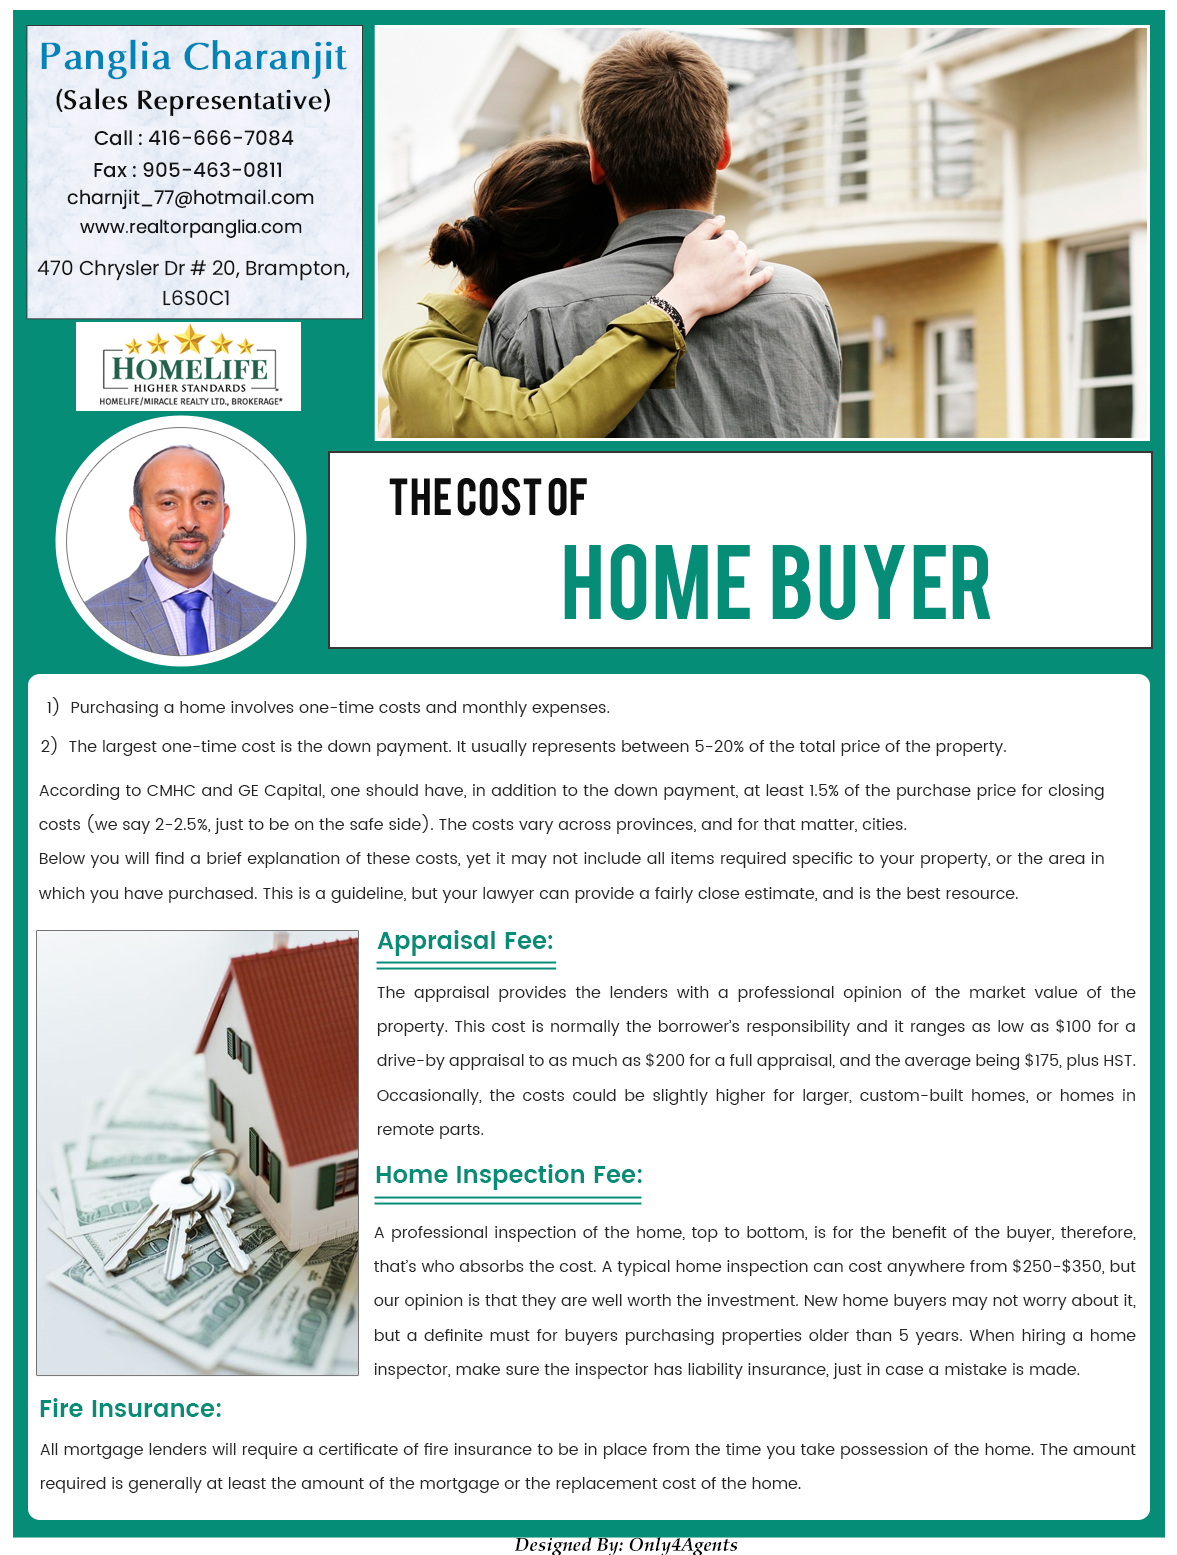 Panglia Charanjit
(Sales Representative)
Call : 416-666-7084
Fax : 905-463-0811
charnjit_77@hotmail.com
www.realtorpanglia.com
470 Chrysler Dr # 20, Brampton,
L6S0C1
HOMELIFE
HIGHER STANDARDS
HOMELIFE/MIRACLE REALTY LTD., BROKERAGE*
THE COST OF
HOME BUYER
1) Purchasing a home involves one-time costs and monthly expenses.
2) The largest one-time cost is the down payment. It usually represents between 5-20% of the total price of the property.
According to CMHC and GE Capital, one should have, in addition to the down payment, at least 1.5% of the purchase price for closing
costs (we say 2-2.5%, just to be on the safe side). The costs vary across provinces, and for that matter, cities.
Below you will find a brief explanation of these costs, yet it may not include all items required specific to your property, or the area in
which you have purchased. This is a guideline, but your lawyer can provide a fairly close estimate, and is the best resource.
Appraisal Fee:
The appraisal provides the lenders with a professional opinion of the market value of the
property. This cost is normally the borrower's responsibility and it ranges as low as $100 for a
drive-by appraisal to as much as $200 for a full appraisal, and the average being $175, plus HST.
Occasionally, the costs could be slightly higher for larger, custom-built homes, or homes in
remote parts.
Home Inspection Fee:
A professional inspection of the home, top to bottom, is for the benefit of the buyer, therefore,
that's who absorbs the cost. A typical home inspection can cost anywhere from $250-$350, but
our opinion is that they are well worth the investment. New home buyers may not worry about it,
but a definite must for buyers purchasing properties older than 5 years. When hiring a home
inspector, make sure the inspector has liability insurance, just in case a mistake is made.
Fire Insurance:
All mortgage lenders will require a certificate of fire insurance to be in place from the time you take possession of the home. The amount
required is generally at least the amount of the mortgage or the replacement cost of the home.
Designed By: Only4Agents